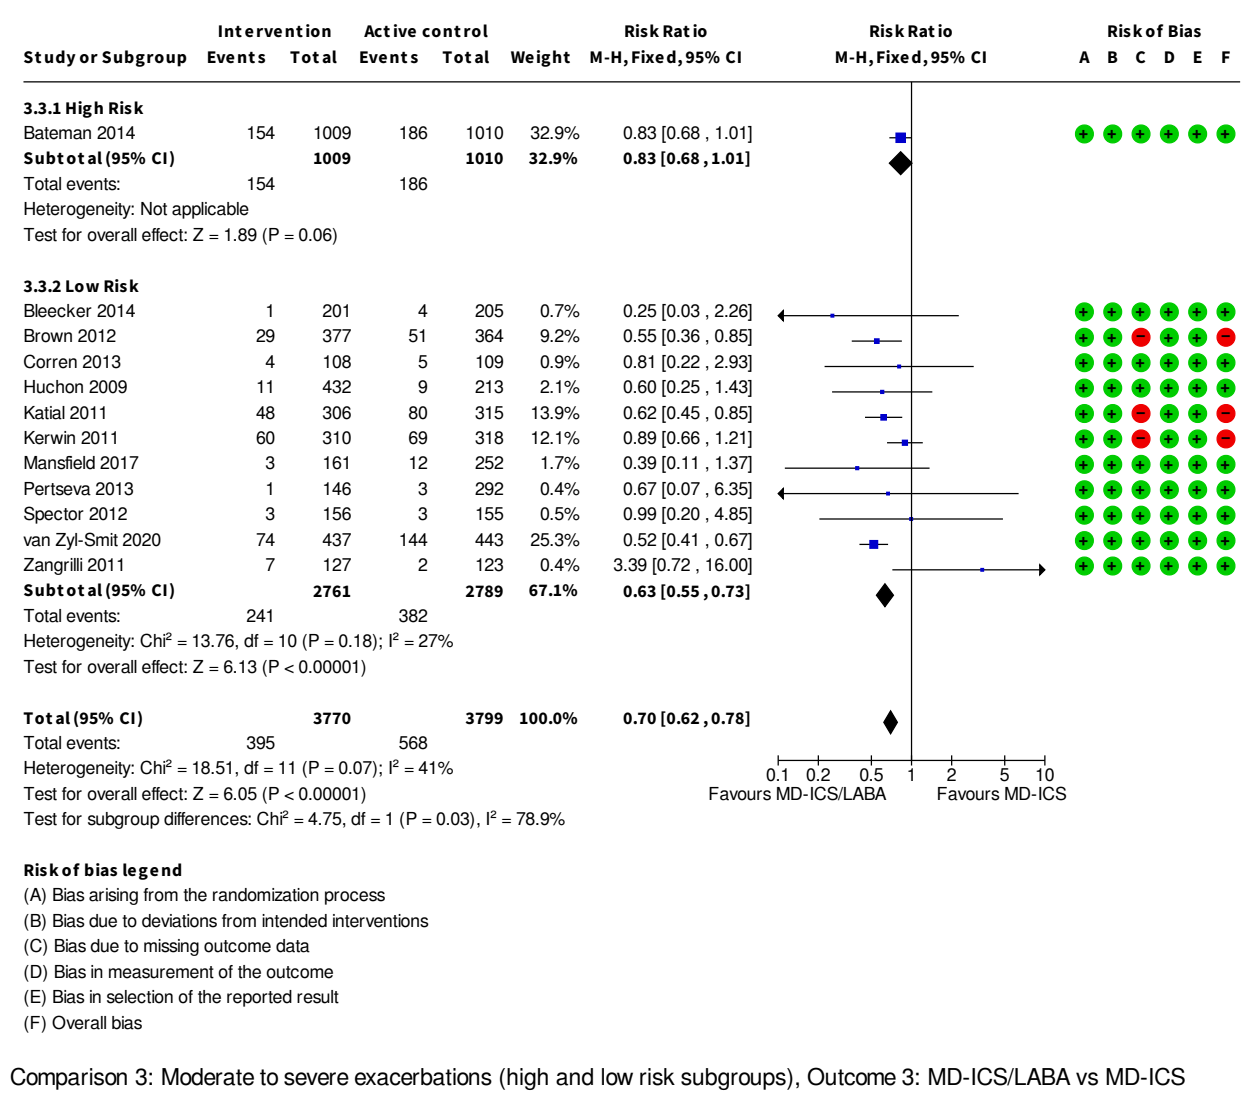 Intervention Active control Risk Ratio Risk Ratio Risk of Bias
Study or Subgroup Events Total Events Total Weight M-H, Fixed, 95% CI M-H, Fixed, 95% CI A B C D E F
3.3.1 High Risk
Bateman 2014 154 1009 186 1010 32.9% 0.83 [0.68 , 1.01] + + + + + +
Subtotal (95% CI) 1009 1010 32.9% 0.83 [0.68 , 1.01]
Total events: 154 186
Heterogeneity: Not applicable
Test for overall effect: Z = 1.89 (P = 0.06)
3.3.2 Low Risk
Bleecker 2014 1 201 4 205 0.7% 0.25 [0.03 , 2.26] + + + + + +
Brown 2012 29 377 51 364 9.2% 0.55 [0.36 , 0.85] + + − + + −
Corren 2013 4 108 5 109 0.9% 0.81 [0.22 , 2.93] + + + + + +
Huchon 2009 11 432 9 213 2.1% 0.60 [0.25 , 1.43] + + + + + +
Katial 2011 48 306 80 315 13.9% 0.62 [0.45 , 0.85] + + − + + −
Kerwin 2011 60 310 69 318 12.1% 0.89 [0.66 , 1.21] + + − + + −
Mansfield 2017 3 161 12 252 1.7% 0.39 [0.11 , 1.37] + + + + + +
Pertseva 2013 1 146 3 292 0.4% 0.67 [0.07 , 6.35] + + + + + +
Spector 2012 3 156 3 155 0.5% 0.99 [0.20 , 4.85] + + + + + +
van Zyl-Smit 2020 74 437 144 443 25.3% 0.52 [0.41 , 0.67] + + + + + +
Zangrilli 2011 7 127 2 123 0.4% 3.39 [0.72 , 16.00] + + + + + +
Subtotal (95% CI) 2761 2789 67.1% 0.63 [0.55 , 0.73]
Total events: 241 382
Heterogeneity: Chi² = 13.76, df = 10 (P = 0.18); I² = 27%
Test for overall effect: Z = 6.13 (P < 0.00001)
Total (95% CI) 3770 3799 100.0% 0.70 [0.62 , 0.78]
Total events: 395 568
Heterogeneity: Chi² = 18.51, df = 11 (P = 0.07); I² = 41%
0.1 0.2 0.5 1 2 5 10
Test for overall effect: Z = 6.05 (P < 0.00001) Favours MD-ICS/LABA Favours MD-ICS
Test for subgroup differences: Chi² = 4.75, df = 1 (P = 0.03), I² = 78.9%
Risk of bias legend
(A) Bias arising from the randomization process
(B) Bias due to deviations from intended interventions
(C) Bias due to missing outcome data
(D) Bias in measurement of the outcome
(E) Bias in selection of the reported result
(F) Overall bias
Comparison 3: Moderate to severe exacerbations (high and low risk subgroups), Outcome 3: MD-ICS/LABA vs MD-ICS